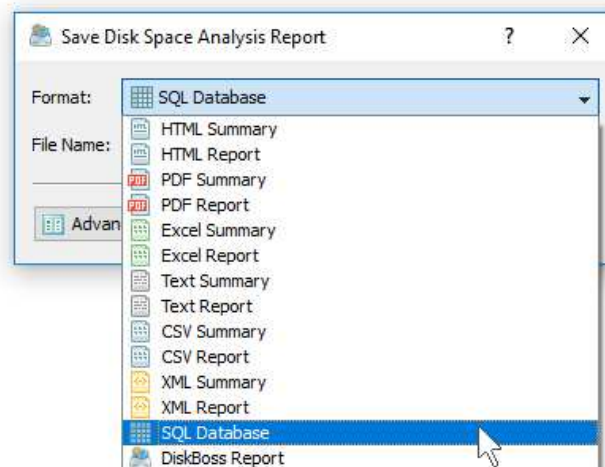 Save Disk Space Analysis Report ?
Format: SQL Database
HTML Summary
File Name: HTML Report
PDF Summary
PDF Report
Advan Excel Summary
Excel Report
Text Summary
Text Report
CSV Summary
CSV Report
XML Summary
XML Report
SQL Database
DiskBoss Report